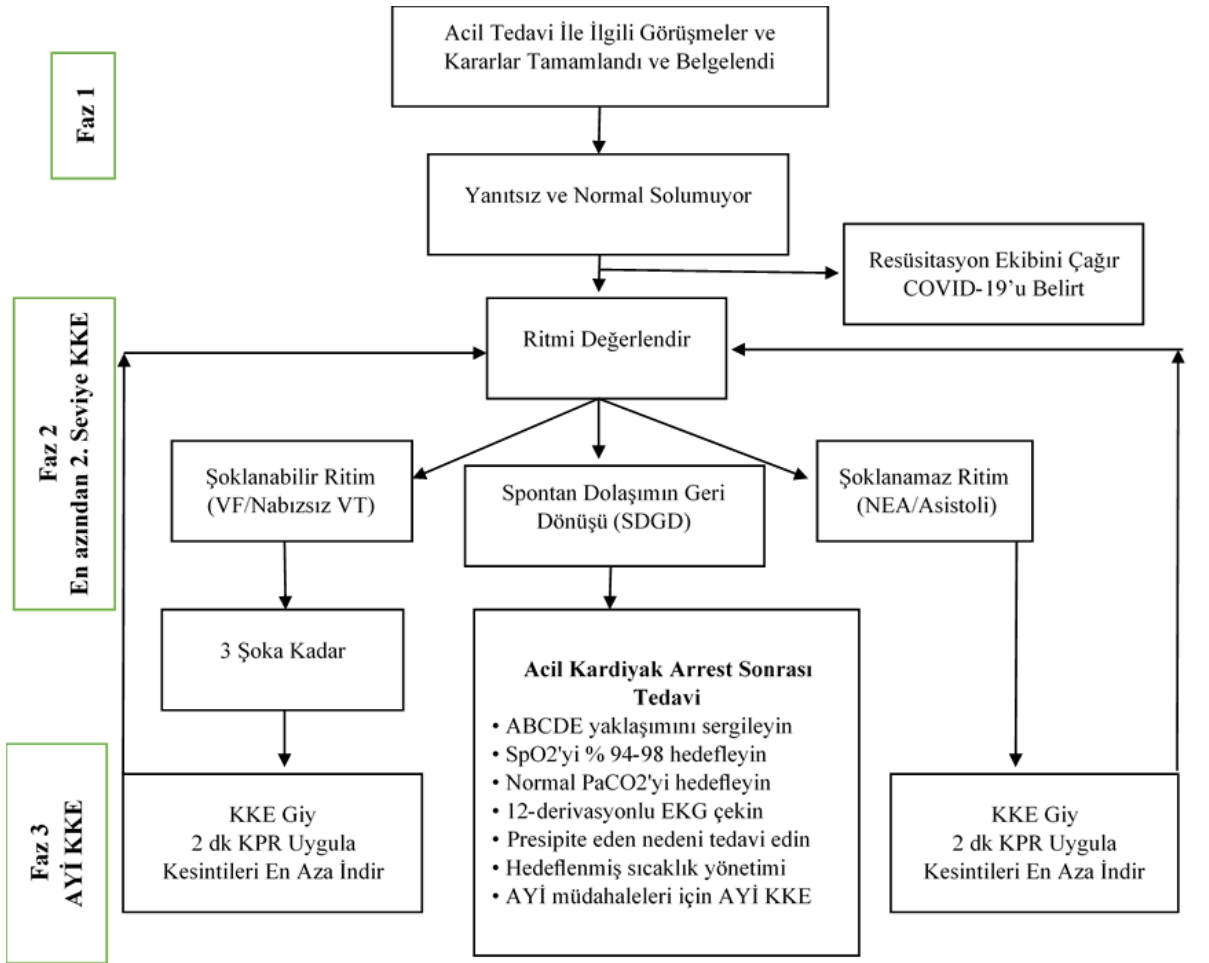 Acil Tedavi İle İlgili Görüşmeler ve
Kararlar Tamamlandı ve Belgelendi
Faz 1
Yanıtsız ve Normal Solumuyor
Resüsitasyon Ekibini Çağır
COVID-19’u Belirt
Faz 2
En azından 2. Seviye KKE
Ritmi Değerlendir
Şoklanabilir Ritim
(VF/Nabızsız VT)
Spontan Dolaşımın Geri
Dönüşü (SDGD)
Şoklanamaz Ritim
(NEA/Asistoli)
3 Şoka Kadar
Acil Kardiyak Arrest Sonrası
Tedavi
• ABCDE yaklaşımını sergileyin
• SpO2'yi % 94-98 hedefleyin
• Normal PaCO2'yi hedefleyin
• 12-derivasyonlu EKG çekin
• Presipite eden nedeni tedavi edin
• Hedeflenmiş sıcaklık yönetimi
• AYİ müdahaleleri için AYİ KKE
Faz 3
AYİ KKE
KKE Giy
2 dk KPR Uygula
Kesintileri En Aza İndir
KKE Giy
2 dk KPR Uygula
Kesintileri En Aza İndir